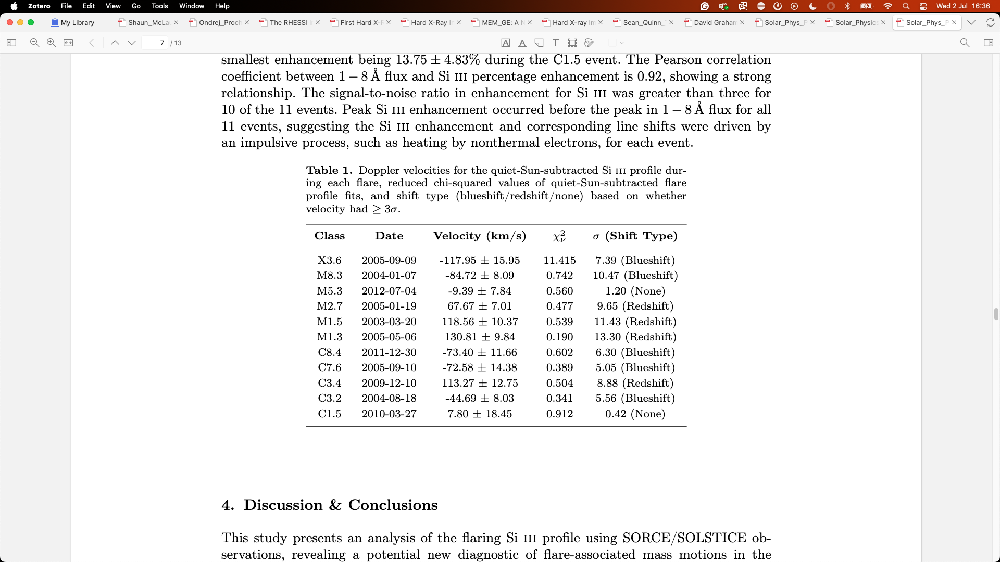 Zotero File Edit View Go Tools Window Help Wed 2 Jul 16:36
My Library Shaun_McLa Ondrej_Proch The RHESSI First Hard X-F Hard X-Ray In MEM_GE: A N Hard X-ray Im Sean_Quinn_ David Graham Solar_Phys_P Solar_Physics Solar_Phys_P
7 / 13
smallest enhancement being 13.75 ± 4.83% during the C1.5 event. The Pearson correlation
coefficient between 1 – 8 Å flux and Si III percentage enhancement is 0.92, showing a strong
relationship. The signal-to-noise ratio in enhancement for Si III was greater than three for
10 of the 11 events. Peak Si III enhancement occurred before the peak in 1 – 8 Å flux for all
11 events, suggesting the Si III enhancement and corresponding line shifts were driven by
an impulsive process, such as heating by nonthermal electrons, for each event.
Table 1. Doppler velocities for the quiet-Sun-subtracted Si III profile dur-
ing each flare, reduced chi-squared values of quiet-Sun-subtracted flare
profile fits, and shift type (blueshift/redshift/none) based on whether
velocity had ≥ 3σ.
Class Date Velocity (km/s) χ²ᵥ σ (Shift Type)
X3.6 2005-09-09 -117.95 ± 15.95 11.415 7.39 (Blueshift)
M8.3 2004-01-07 -84.72 ± 8.09 0.742 10.47 (Blueshift)
M5.3 2012-07-04 -9.39 ± 7.84 0.560 1.20 (None)
M2.7 2005-01-19 67.67 ± 7.01 0.477 9.65 (Redshift)
M1.5 2003-03-20 118.56 ± 10.37 0.539 11.43 (Redshift)
M1.3 2005-05-06 130.81 ± 9.84 0.190 13.30 (Redshift)
C8.4 2011-12-30 -73.40 ± 11.66 0.602 6.30 (Blueshift)
C7.6 2005-09-10 -72.58 ± 14.38 0.389 5.05 (Blueshift)
C3.4 2009-12-10 113.27 ± 12.75 0.504 8.88 (Redshift)
C3.2 2004-08-18 -44.69 ± 8.03 0.341 5.56 (Blueshift)
C1.5 2010-03-27 7.80 ± 18.45 0.912 0.42 (None)
4. Discussion & Conclusions
This study presents an analysis of the flaring Si III profile using SORCE/SOLSTICE ob-
servations, revealing a potential new diagnostic of flare-associated mass motions in the